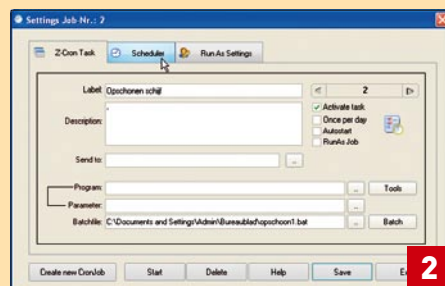 Settings Job Nr.: 2
Z-Cron Task Scheduler Run As Settings
Label: Opschonen schijf 2
Activate task
Description: Once per day
Autostart
RunAs Job
Send to: ..
Program: .. Tools
Parameter: ..
Batchfile: C:\Documents and Settings\Admin\Bureaublad\opschoon1.bat .. Batch
Create new CronJob Start Delete Help Save
2